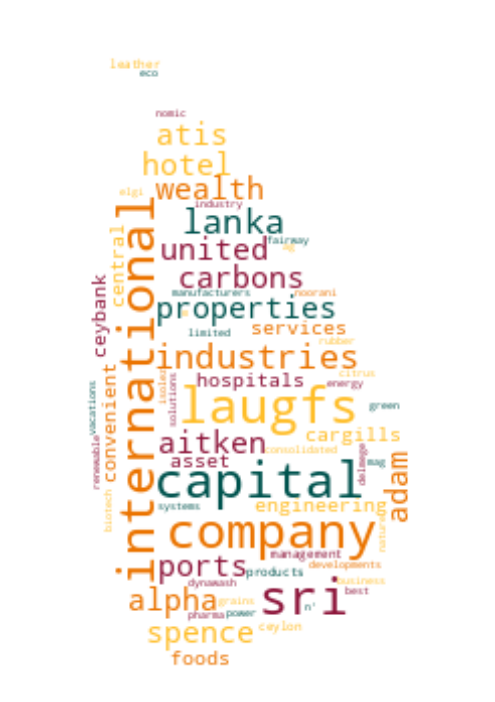 leather
eco
nomic
atis
hotel
wealth
elgi
industry
lanka
fairway
united
ag
central
international
carbons
ceybank
manufacturers
noorani
properties
services
limited
rubber
industries
citrus
hospitals
energy
isolez
solutions
laugfs
green
convenient
vacations
renewable
cargills
aitken
consolidated
asset
delmege
mag
capital
adam
biotech
systems
engineering
company
nature
management
ports
products
developments
dynawash
business
sri
best
alpha
grains
n'
pharma
power
spence
ceylon
foods